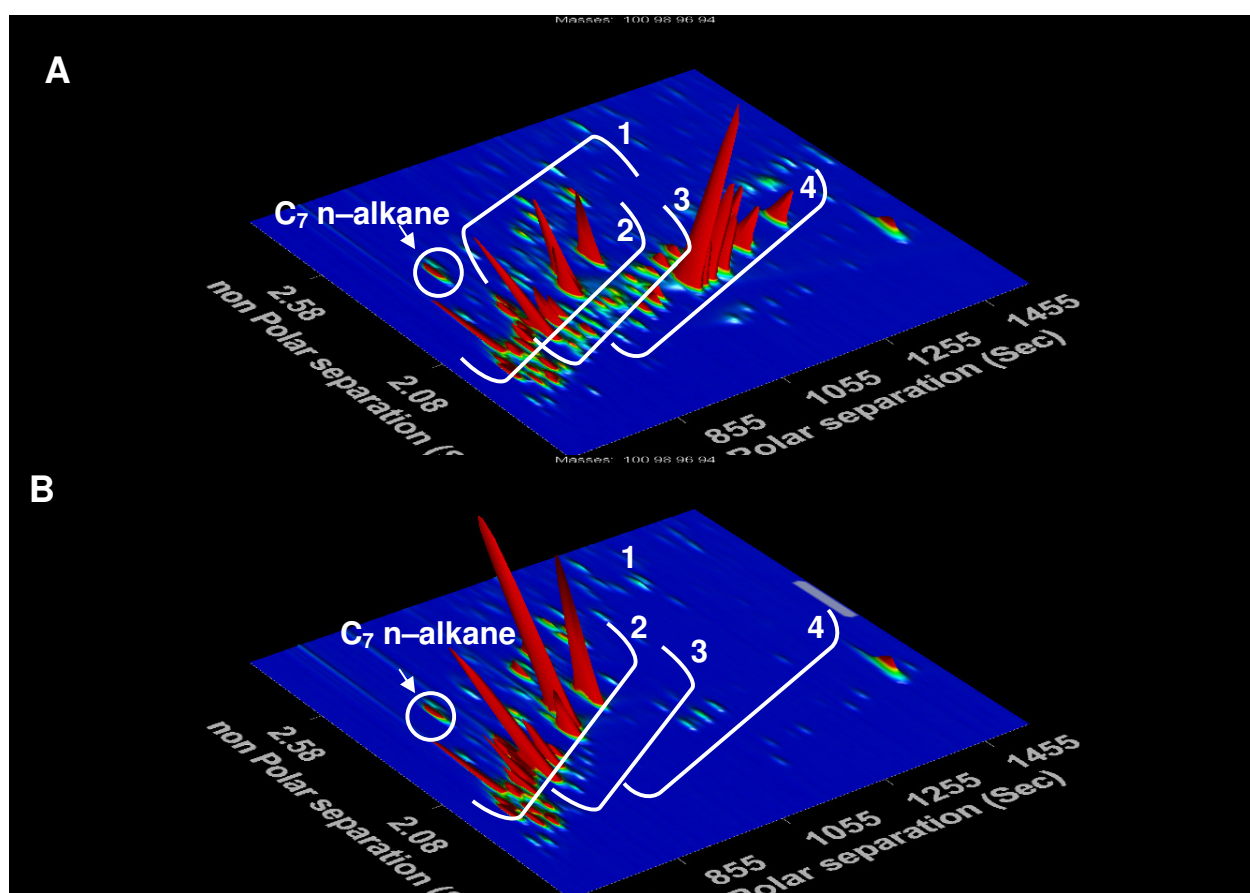 Masses: 100 98 96 94
A
1
C₇ n–alkane
2
3
4
2.58
2.08
non Polar separation (S
855
1055
1255
1455
Polar separation (Sec)
Masses: 100 98 96 94
B
1
C₇ n–alkane
2
3
4
2.58
2.08
non Polar separation (
855
1055
1255
1455
Polar separation (Sec)